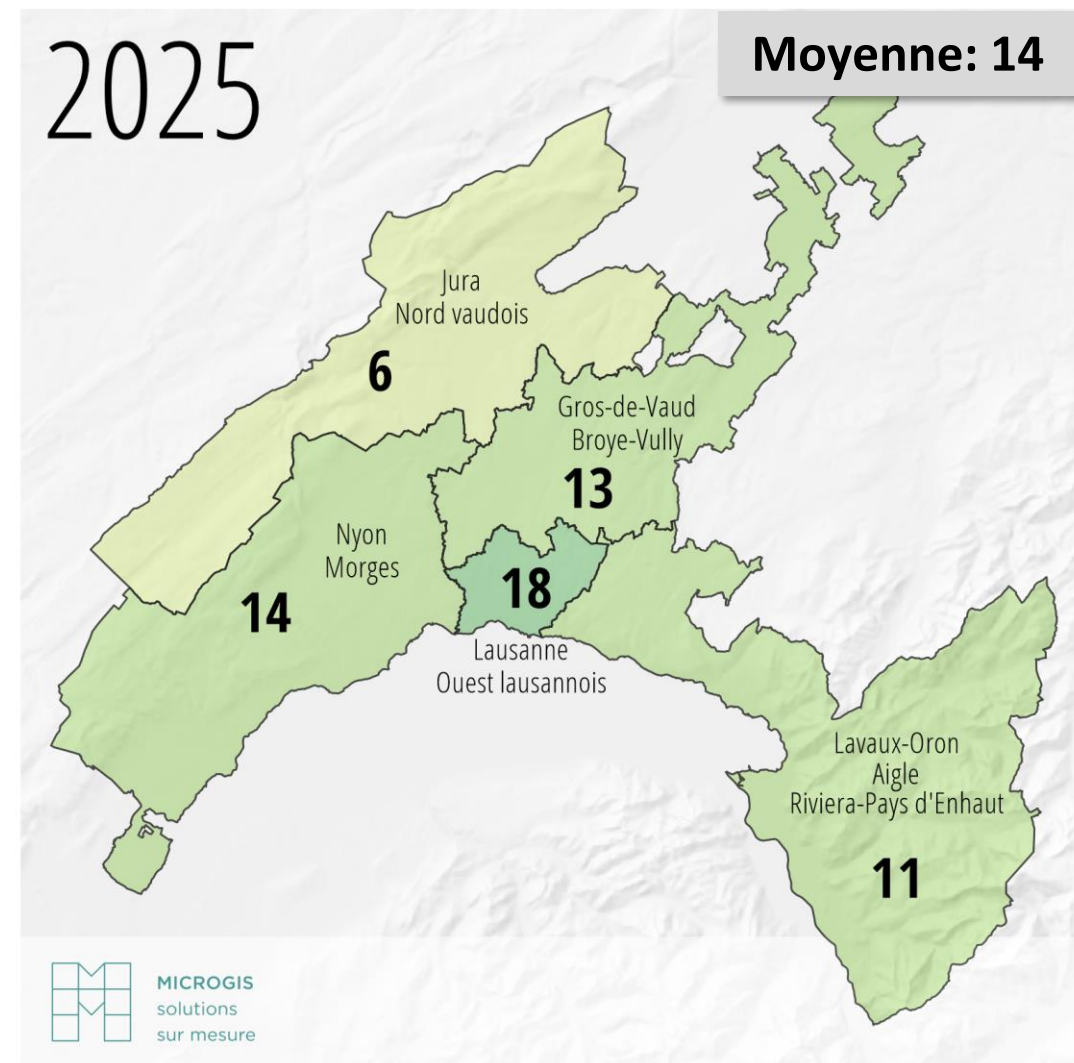 2025
Moyenne: 14
Jura
Nord vaudois
6
Gros-de-Vaud
Broye-Vully
13
Nyon
Morges
14
18
Lausanne
Ouest lausannois
Lavaux-Oron
Aigle
Riviera-Pays d'Enhaut
11
MICROGIS
solutions
sur mesure